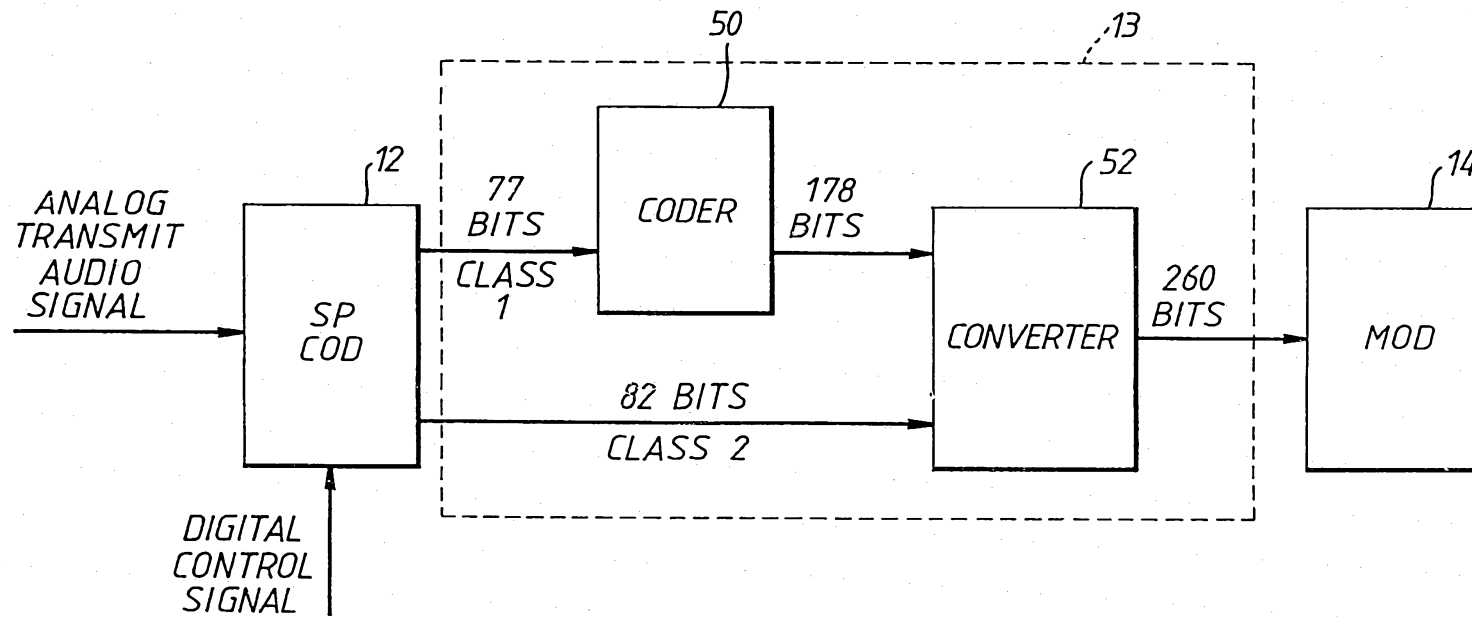 50
13
12
ANALOG
TRANSMIT
AUDIO
SIGNAL
SP
COD
77
BITS
CLASS
1
CODER
178
BITS
52
CONVERTER
260
BITS
14
MOD
82 BITS
CLASS 2
DIGITAL
CONTROL
SIGNAL